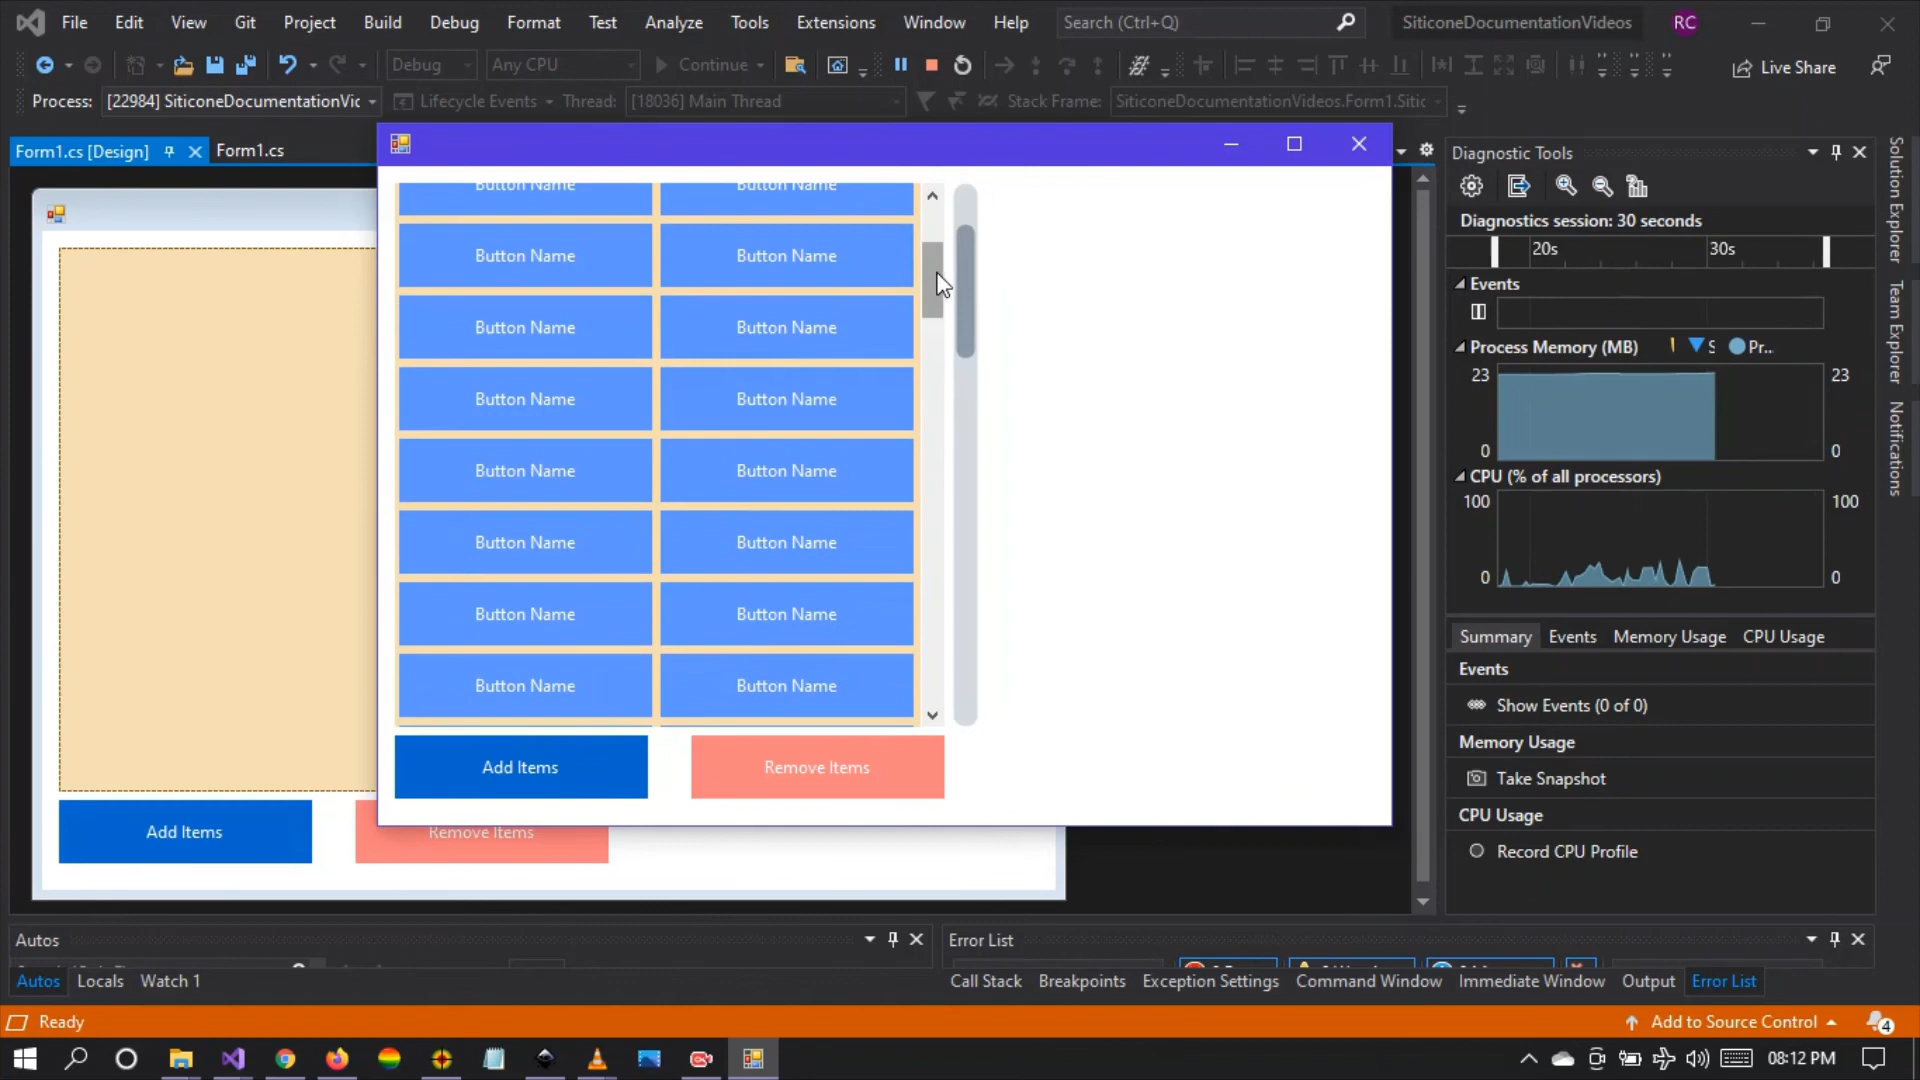 File Edit View Git Project Build Debug Format Test Analyze Tools Extensions Window Help Search (Ctrl+Q) SiticoneDocumentationVideos RC
Debug Any CPU Continue Live Share
Process: [22984] SiticoneDocumentationVic Lifecycle Events Thread: [18036] Main Thread Stack Frame: SiticoneDocumentationVideos.Form1.Sitic
Form1.cs [Design] Form1.cs
Button Name Button Name
Button Name Button Name
Button Name Button Name
Button Name Button Name
Button Name Button Name
Button Name Button Name
Button Name Button Name
Button Name Button Name
Add Items Remove Items
Add Items Remove Items
Diagnostic Tools
Diagnostics session: 30 seconds
20s 30s
Events
Process Memory (MB) S Pr...
23 23
0 0
CPU (% of all processors)
100 100
0 0
Summary Events Memory Usage CPU Usage
Events
Show Events (0 of 0)
Memory Usage
Take Snapshot
CPU Usage
Record CPU Profile
Solution Explorer
Team Explorer
Notifications
Autos
Autos Locals Watch 1
Error List
Call Stack Breakpoints Exception Settings Command Window Immediate Window Output Error List
Ready Add to Source Control 4
08:12 PM